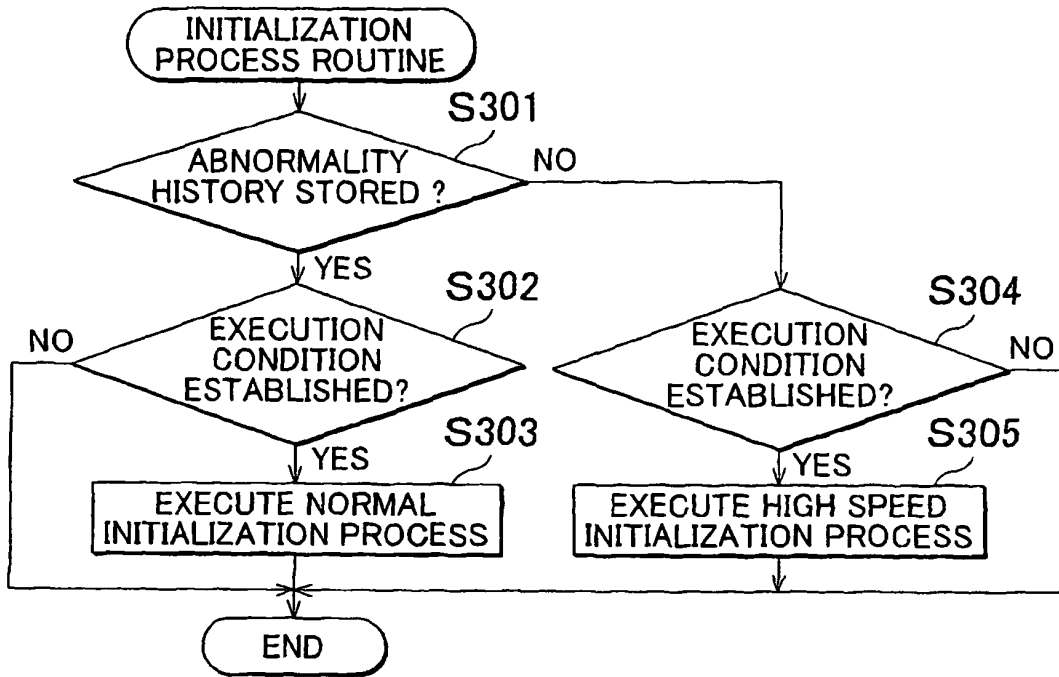 INITIALIZATION
PROCESS ROUTINE
S301
ABNORMALITY
HISTORY STORED ?
NO
YES
S302
EXECUTION
CONDITION
ESTABLISHED?
NO
YES
S303
EXECUTE NORMAL
INITIALIZATION PROCESS
S304
EXECUTION
CONDITION
ESTABLISHED?
NO
YES
S305
EXECUTE HIGH SPEED
INITIALIZATION PROCESS
END